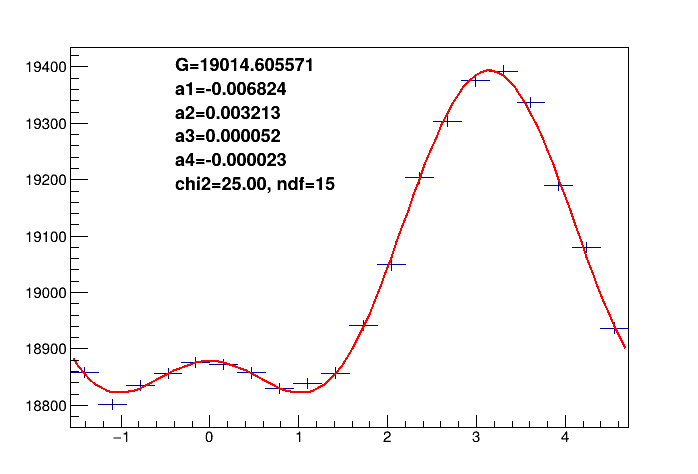 G=19014.605571
a1=-0.006824
a2=0.003213
a3=0.000052
a4=-0.000023
chi2=25.00, ndf=15
19400
19300
19200
19100
19000
18900
18800
−1 0 1 2 3 4